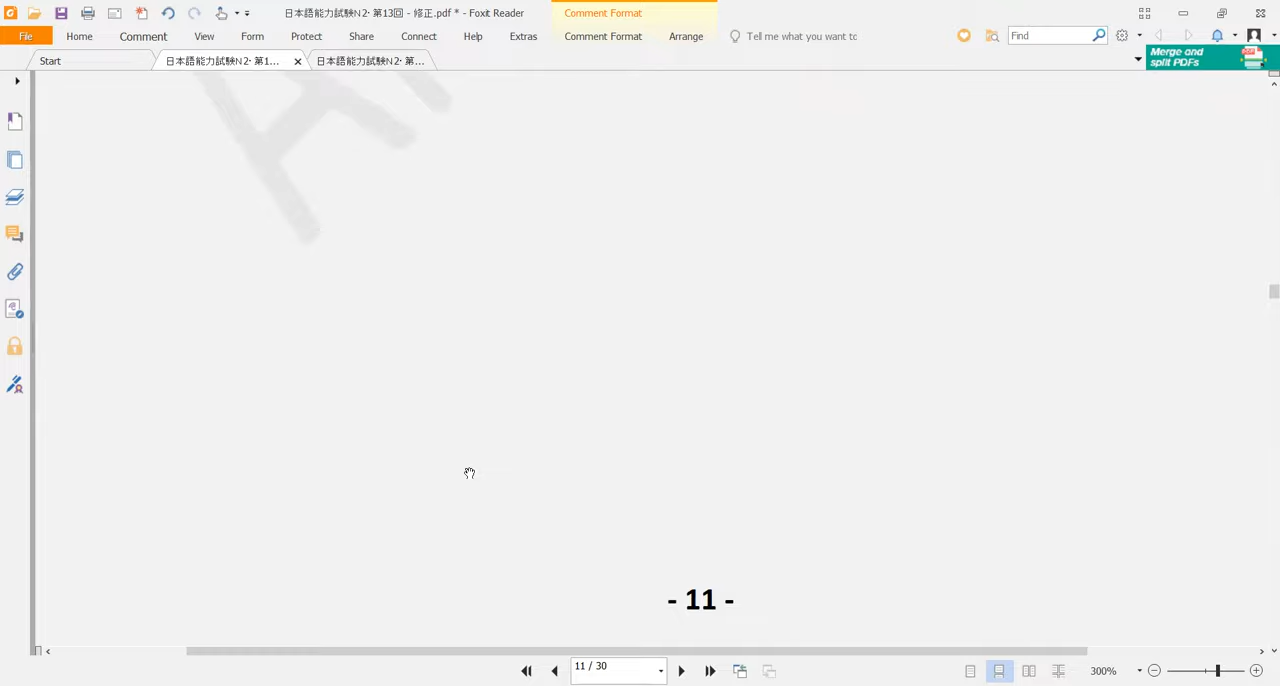 日本語能力試験N2· 第13回 - 修正.pdf * - Foxit Reader
Comment Format
File
Home
Comment
View
Form
Protect
Share
Connect
Help
Extras
Comment Format
Arrange
Tell me what you want to
Find
Start
日本語能力試験N2· 第1...
日本語能力試験N2· 第...
Merge and
split PDFs
- 11 -
11 / 30
300%